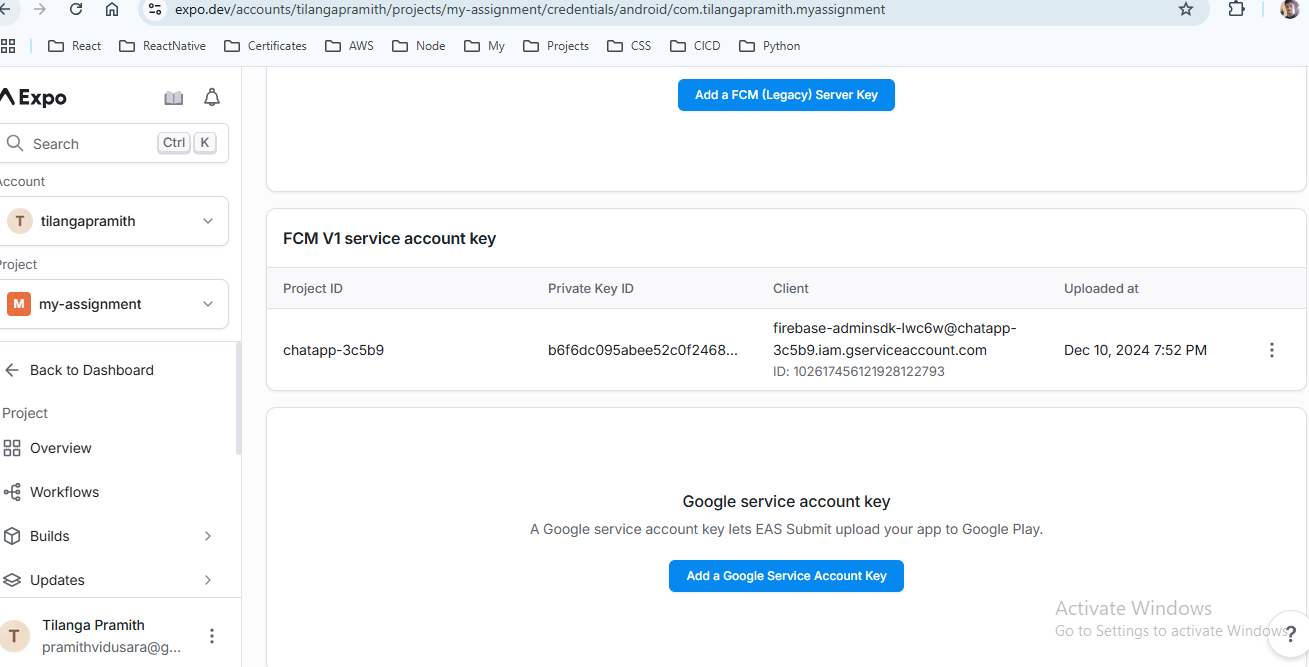 expo.dev/accounts/tilangapramith/projects/my-assignment/credentials/android/com.tilangapramith.myassignment
React ReactNative Certificates AWS Node My Projects CSS CICD Python
Expo
Search Ctrl K
Account
T tilangapramith
Project
M my-assignment
Back to Dashboard
Project
Overview
Workflows
Builds
Updates
T Tilanga Pramith
pramithvidusara@g...
Add a FCM (Legacy) Server Key
FCM V1 service account key
Project ID Private Key ID Client Uploaded at
chatapp-3c5b9 b6f6dc095abee52c0f2468... firebase-adminsdk-lwc6w@chatapp-
3c5b9.iam.gserviceaccount.com Dec 10, 2024 7:52 PM
ID: 102617456121928122793
Google service account key
A Google service account key lets EAS Submit upload your app to Google Play.
Add a Google Service Account Key
Activate Windows
Go to Settings to activate Windows
?